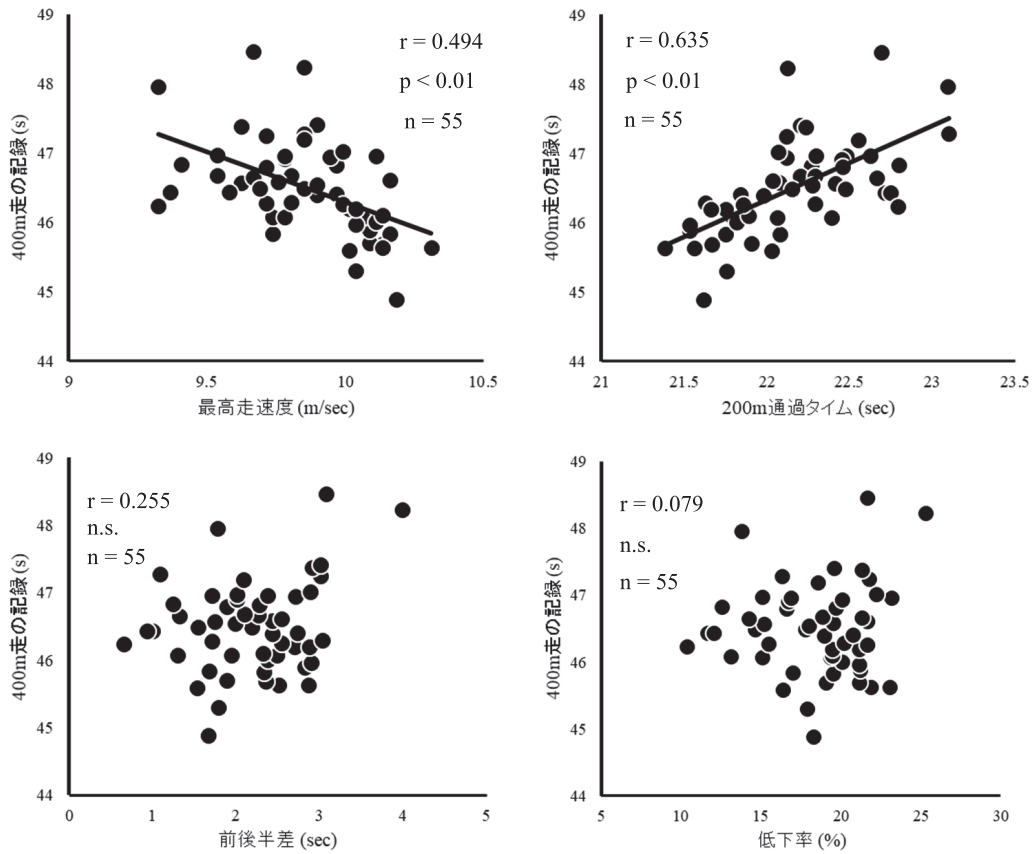 49
48
47
46
45
44
400m走の記録(s)
r = 0.494
p < 0.01
n = 55
9
9.5
10
10.5
最高走速度 (m/sec)
49
48
47
46
45
44
400m走の記録(s)
r = 0.635
p < 0.01
n = 55
21
21.5
22
22.5
23
23.5
200m通過タイム (sec)
49
48
47
46
45
44
400m走の記録(s)
r = 0.255
n.s.
n = 55
0
1
2
3
4
5
前後半差 (sec)
49
48
47
46
45
44
400m走の記録(s)
r = 0.079
n.s.
n = 55
5
10
15
20
25
30
低下率 (%)